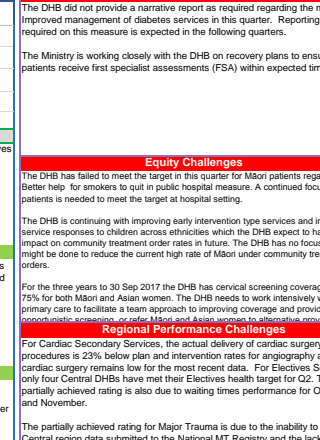 The DHB did not provide a narrative report as required regarding the
Improved management of diabetes services in this quarter. Reporting
required on this measure is expected in the following quarters.
The Ministry is working closely with the DHB on recovery plans to
patients receive first specialist assessments (FSA) within expected
Equity Challenges
The DHB has failed to meet the target in this quarter for Māori patients
Better help for smokers to quit in public hospital measure. A continued
patients is needed to meet the target at hospital setting.
The DHB is continuing with improving early intervention type services and
service responses to children across ethnicities which the DHB expect to
impact on community treatment order rates in future. The DHB has no
might be done to reduce the current high rate of Māori under community
orders.
For the three years to 30 Sep 2017 the DHB has cervical screening
75% for both Māori and Asian women. The DHB needs to work intensively
primary care to facilitate a team approach to improving coverage and
opportunistic screening, or refer Māori and Asian women to alternative
Regional Performance Challenges
For Cardiac Secondary Services, the actual delivery of cardiac surgery
procedures is 23% below plan and intervention rates for angiography
cardiac surgery remains low for the most recent data. For Electives
only four Central DHBs have met their Electives health target for Q2.
partially achieved rating is also due to waiting times performance for
and November.
The partially achieved rating for Major Trauma is due to the inability to
Central region data submitted to the National MT Registry and the